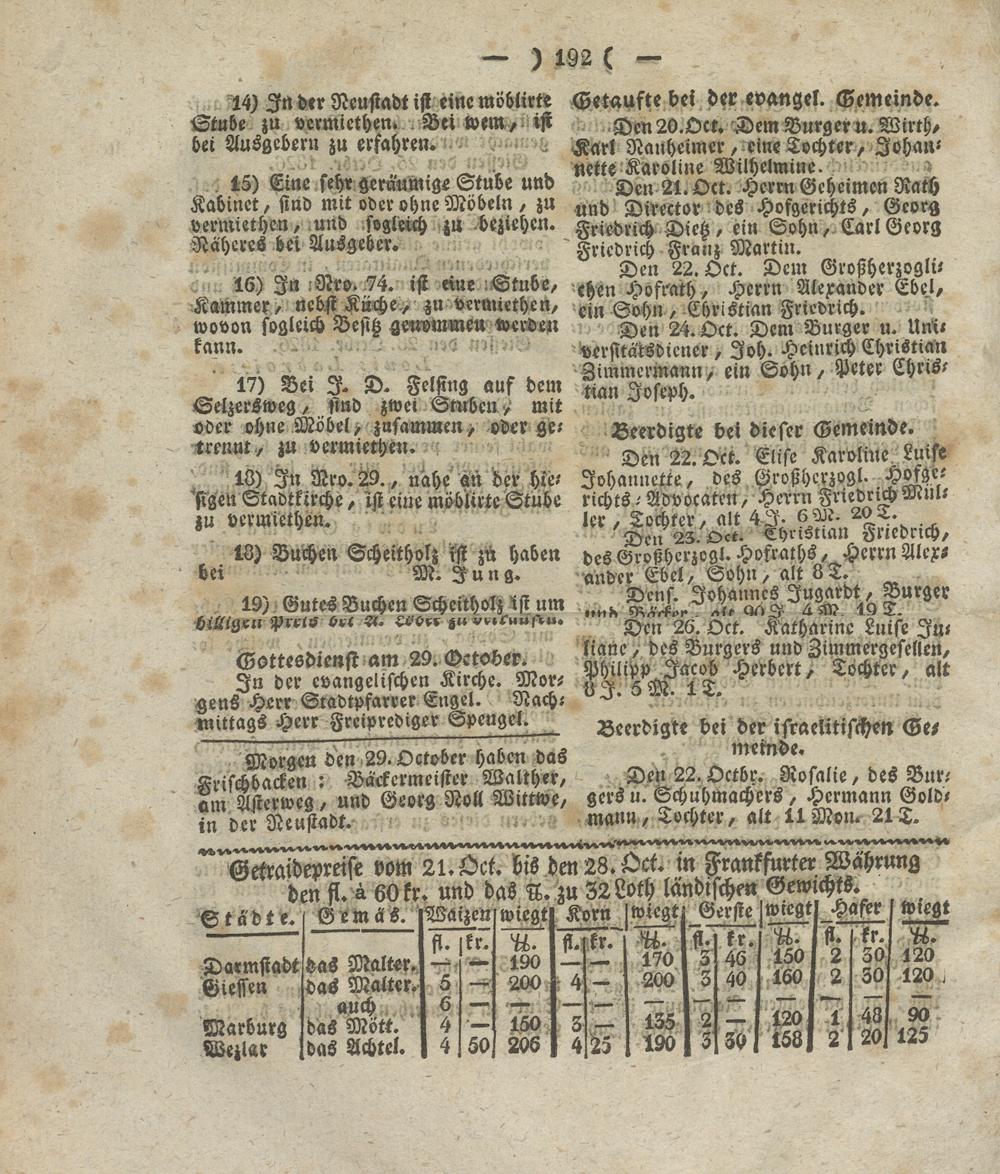 — ) 192 ( —
14) In der Neustadt ist eine möblirte
Stube zu vermiethen. Bei wem, ist
bei Ausgebern zu erfahren.
15) Eine sehr geräumige Stube und
Kabinet, sind mit oder ohne Möbeln, zu
vermiethen, und sogleich zu beziehen.
Näheres bei Ausgeber.
16) In Nro. 74. ist eine Stube,
Kammer, nebst Küche, zu vermiethen,
wovon sogleich Besitz genommen werden
kann.
17) Bei J. D. Felsing auf dem
Selzersweg, sind zwei Stuben, mit
oder ohne Möbel, zusammen, oder ge-
trennt, zu vermiethen.
18) In Nro. 29., nahe an der hie-
sigen Stadtkirche, ist eine möblirte Stube
zu vermiethen.
18) Buchen Scheitholz ist zu haben
bei M. Jung.
19) Gutes Buchen Scheitholz ist um
billigen Preis bei A. zu verkaufen.
Gottesdienst am 29. October.
In der evangelischen Kirche. Mor-
gens Herr Stadtpfarrer Engel. Nach-
mittags Herr Freiprediger Spengel.
Morgen den 29. October haben das
Frischbacken: Bäckermeister Walther,
am Asterweg, und Georg Noll Wittwe,
in der Neustadt.
Getaufte bei der evangel. Gemeinde.
Den 20. Oct. Dem Burger u. Wirth,
Karl Nauheimer, eine Tochter, Johan-
nette Karoline Wilhelmine.
Den 21. Oct. Herrn Geheimen Rath
und Director des Hofgerichts, Georg
Friedrich Dietz, ein Sohn, Carl Georg
Friedrich Franz Martin.
Den 22. Oct. Dem Großherzogli-
chen Hofrath, Herrn Alexander Ebel,
ein Sohn, Christian Friedrich.
Den 24. Oct. Dem Burger u. Uni-
versitätsdiener, Joh. Heinrich Christian
Zimmermann, ein Sohn, Peter Chris-
tian Joseph.
Beerdigte bei dieser Gemeinde.
Den 22. Oct. Elise Karoline Luise
Johannette, des Großherzogl. Hofge-
richts-Advocaten, Herrn Friedrich Mül-
ler, Tochter, alt 4 J. 6 M. 20 T.
Den 23. Oct. Christian Friedrich,
des Großherzogl. Hofraths, Herrn Alex-
ander Ebel, Sohn, alt 8 T.
Dens. Johannes Jugardt, Burger
und Bäcker, alt 90 J. 4 M. 19 T.
Den 26. Oct. Katharine Luise Ju-
liane, des Burgers und Zimmergesellen,
Philipp Jacob Herbert, Tochter, alt
8 J. 5 M. 1 T.
Beerdigte bei der israelitischen Ge-
meinde.
Den 22. Octbr. Rosalie, des Bur-
gers u. Schuhmachers, Hermann Gold-
mann, Tochter, alt 11 Mon. 21 T.
Getraidepreise vom 21. Oct. bis den 28. Oct. in Frankfurter Währung
den fl. à 60 kr. und das ℔. zu 32 Loth ländischen Gewichts.
Städte. Gemäs. Waizen wiegt Korn wiegt Gerste wiegt Hafer wiegt
fl. kr. ℔. fl. kr. ℔. fl. kr. ℔. fl. kr. ℔.
Darmstadt das Malter. — — 190 — — 170 3 46 150 2 30 120
Giessen das Malter. 5 — 200 4 — 200 3 40 160 2 30 120
auch 6 — — — — — — — — — — —
Marburg das Mött. 4 — 150 3 — 135 2 — 120 1 48 90
Wezlar das Achtel. 4 50 206 4 25 190 3 30 158 2 20 125